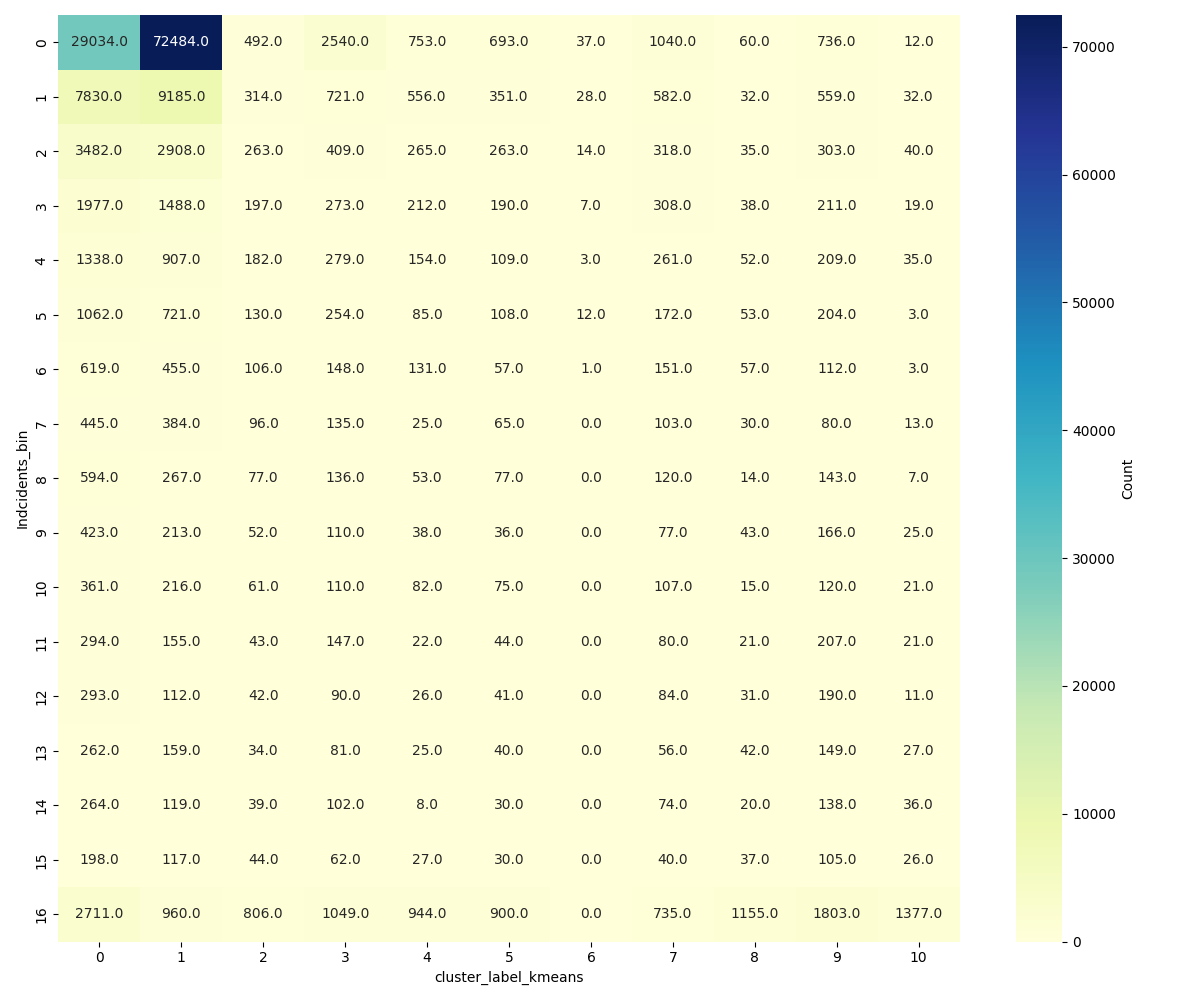 0 29034.0 72484.0 492.0 2540.0 753.0 693.0 37.0 1040.0 60.0 736.0 12.0
1 7830.0 9185.0 314.0 721.0 556.0 351.0 28.0 582.0 32.0 559.0 32.0
2 3482.0 2908.0 263.0 409.0 265.0 263.0 14.0 318.0 35.0 303.0 40.0
3 1977.0 1488.0 197.0 273.0 212.0 190.0 7.0 308.0 38.0 211.0 19.0
4 1338.0 907.0 182.0 279.0 154.0 109.0 3.0 261.0 52.0 209.0 35.0
5 1062.0 721.0 130.0 254.0 85.0 108.0 12.0 172.0 53.0 204.0 3.0
6 619.0 455.0 106.0 148.0 131.0 57.0 1.0 151.0 57.0 112.0 3.0
7 445.0 384.0 96.0 135.0 25.0 65.0 0.0 103.0 30.0 80.0 13.0
8 594.0 267.0 77.0 136.0 53.0 77.0 0.0 120.0 14.0 143.0 7.0
9 423.0 213.0 52.0 110.0 38.0 36.0 0.0 77.0 43.0 166.0 25.0
10 361.0 216.0 61.0 110.0 82.0 75.0 0.0 107.0 15.0 120.0 21.0
11 294.0 155.0 43.0 147.0 22.0 44.0 0.0 80.0 21.0 207.0 21.0
12 293.0 112.0 42.0 90.0 26.0 41.0 0.0 84.0 31.0 190.0 11.0
13 262.0 159.0 34.0 81.0 25.0 40.0 0.0 56.0 42.0 149.0 27.0
14 264.0 119.0 39.0 102.0 8.0 30.0 0.0 74.0 20.0 138.0 36.0
15 198.0 117.0 44.0 62.0 27.0 30.0 0.0 40.0 37.0 105.0 26.0
16 2711.0 960.0 806.0 1049.0 944.0 900.0 0.0 735.0 1155.0 1803.0 1377.0
0 1 2 3 4 5 6 7 8 9 10
cluster_label_kmeans
Indcidents_bin
70000
60000
50000
40000
30000
20000
10000
0
Count